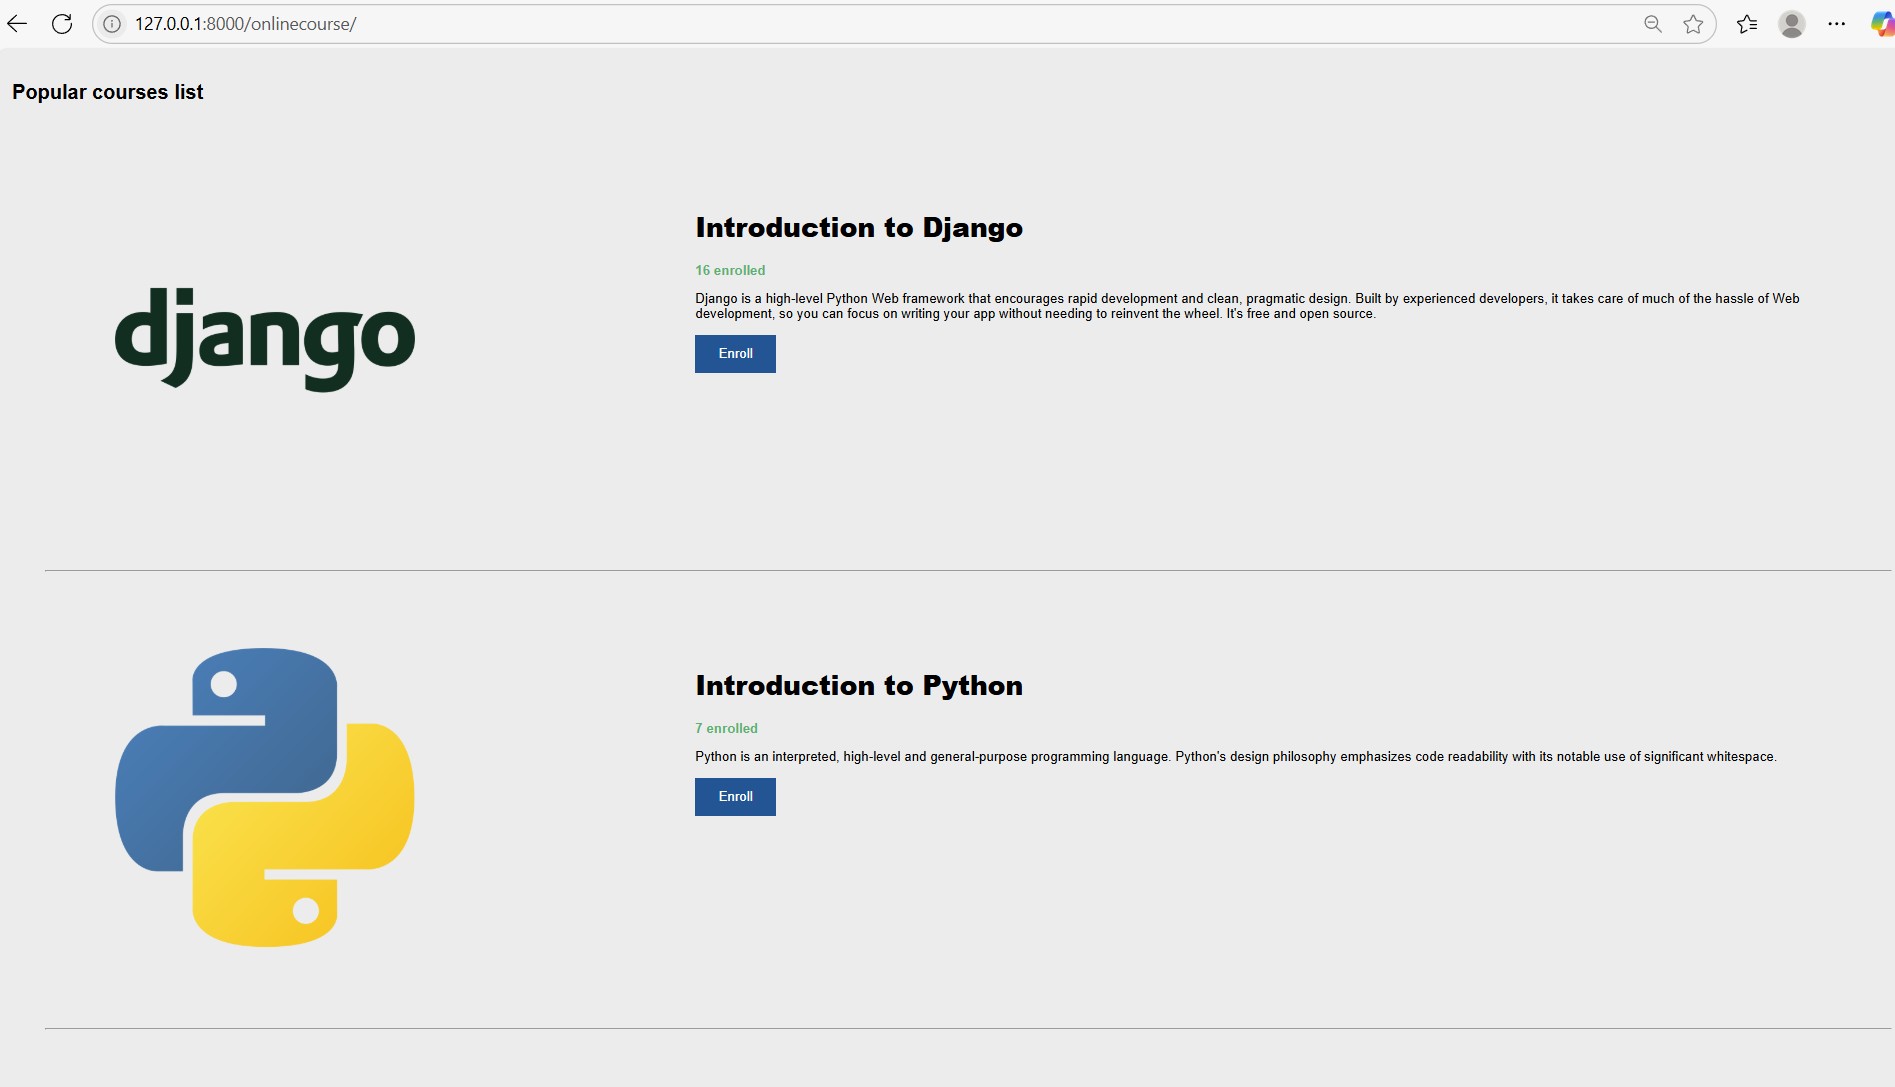 127.0.0.1:8000/onlinecourse/
Popular courses list
Introduction to Django
16 enrolled
django
Django is a high-level Python Web framework that encourages rapid development and clean, pragmatic design. Built by experienced developers, it takes care of much of the hassle of Web
development, so you can focus on writing your app without needing to reinvent the wheel. It's free and open source.
Enroll
Introduction to Python
7 enrolled
Python is an interpreted, high-level and general-purpose programming language. Python's design philosophy emphasizes code readability with its notable use of significant whitespace.
Enroll